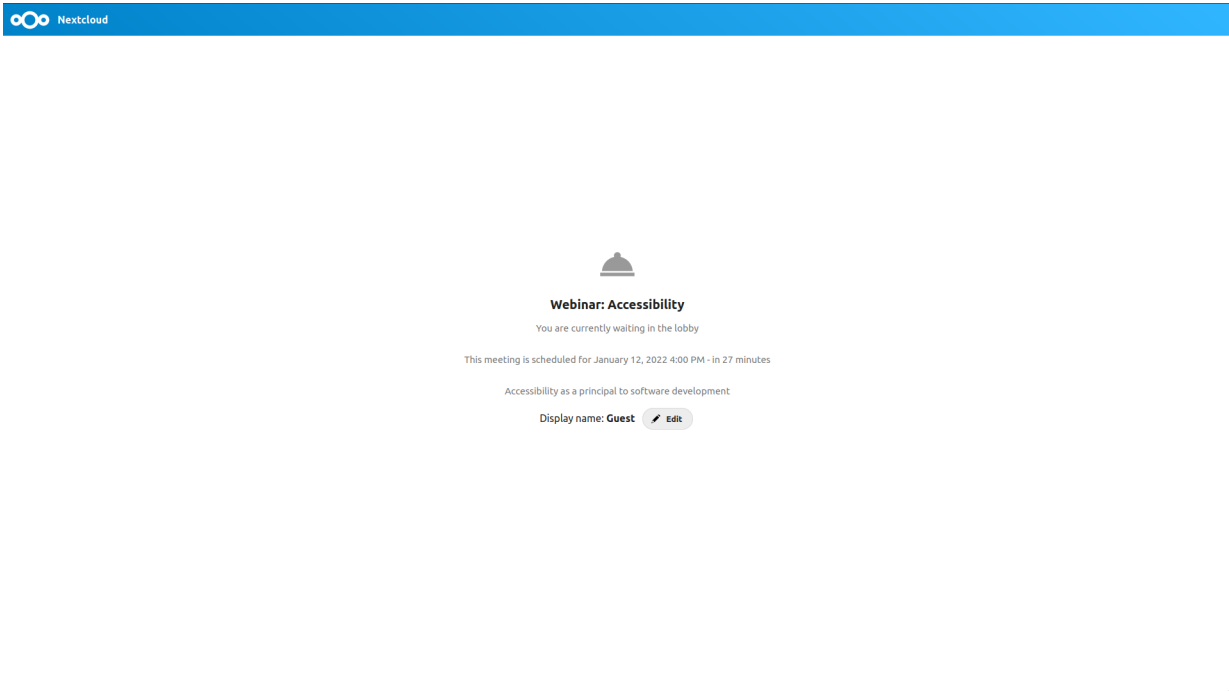 Nextcloud
Webinar: Accessibility
You are currently waiting in the lobby
This meeting is scheduled for January 12, 2022 4:00 PM - in 27 minutes
Accessibility as a principal to software development
Display name: Guest Edit